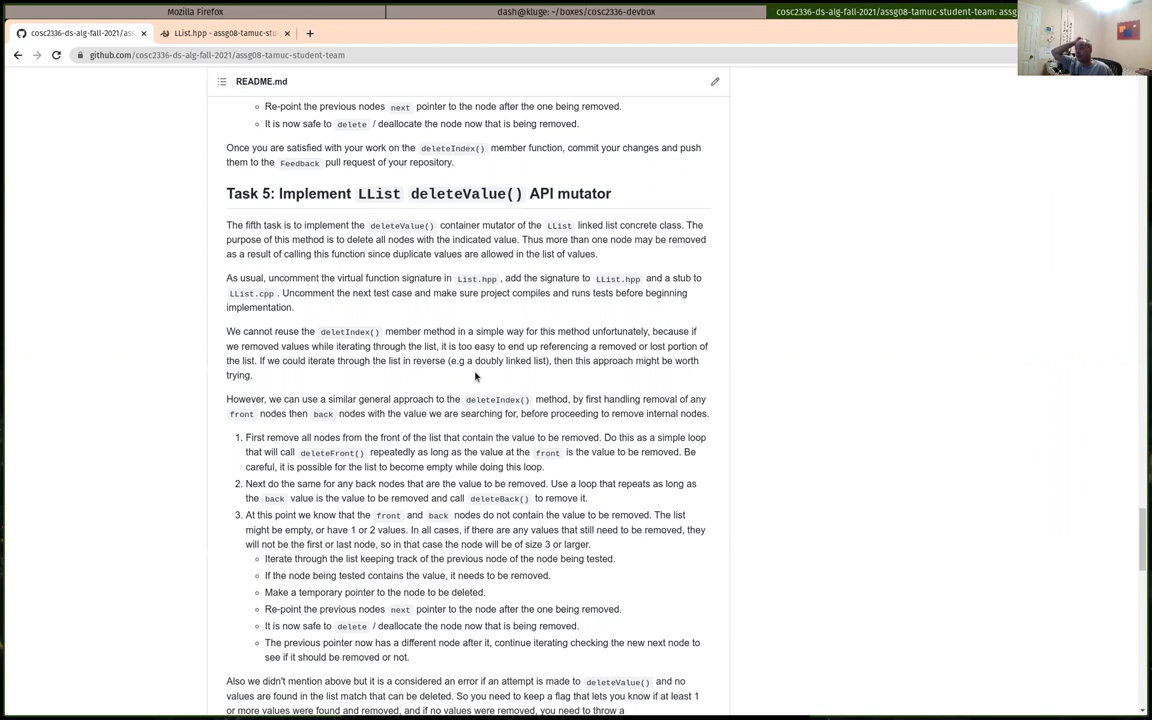 Mozilla Firefox
dash@kluge: ~/boxes/cosc2336-devbox
cosc2336-ds-alg-fall-2021/assg08-tamuc-student-team: assg
cosc2336-ds-alg-fall-2021/as
LList.hpp - assg08-tamuc-stu
github.com/cosc2336-ds-alg-fall-2021/assg08-tamuc-student-team
README.md
◦ Re-point the previous nodes next pointer to the node after the one being removed.
◦ It is now safe to delete / deallocate the node now that is being removed.
Once you are satisfied with your work on the deleteIndex() member function, commit your changes and push
them to the Feedback pull request of your repository.
Task 5: Implement LList deleteValue() API mutator
The fifth task is to implement the deleteValue() container mutator of the LList linked list concrete class. The
purpose of this method is to delete all nodes with the indicated value. Thus more than one node may be removed
as a result of calling this function since duplicate values are allowed in the list of values.
As usual, uncomment the virtual function signature in List.hpp , add the signature to LList.hpp and a stub to
LList.cpp . Uncomment the next test case and make sure project compiles and runs tests before beginning
implementation.
We cannot reuse the deletIndex() member method in a simple way for this method unfortunately, because if
we removed values while iterating through the list, it is too easy to end up referencing a removed or lost portion of
the list. If we could iterate through the list in reverse (e.g a doubly linked list), then this approach might be worth
trying.
However, we can use a similar general approach to the deleteIndex() method, by first handling removal of any
front nodes then back nodes with the value we are searching for, before proceeding to remove internal nodes.
1. First remove all nodes from the front of the list that contain the value to be removed. Do this as a simple loop
that will call deleteFront() repeatedly as long as the value at the front is the value to be removed. Be
careful, it is possible for the list to become empty while doing this loop.
2. Next do the same for any back nodes that are the value to be removed. Use a loop that repeats as long as
the back value is the value to be removed and call deleteBack() to remove it.
3. At this point we know that the front and back nodes do not contain the value to be removed. The list
might be empty, or have 1 or 2 values. In all cases, if there are any values that still need to be removed, they
will not be the first or last node, so in that case the node will be of size 3 or larger.
◦ Iterate through the list keeping track of the previous node of the node being tested.
◦ If the node being tested contains the value, it needs to be removed.
◦ Make a temporary pointer to the node to be deleted.
◦ Re-point the previous nodes next pointer to the node after the one being removed.
◦ It is now safe to delete / deallocate the node now that is being removed.
◦ The previous pointer now has a different node after it, continue iterating checking the new next node to
see if it should be removed or not.
Also we didn't mention above but it is a considered an error if an attempt is made to deleteValue() and no
values are found in the list match that can be deleted. So you need to keep a flag that lets you know if at least 1
or more values were found and removed, and if no values were removed, you need to throw a